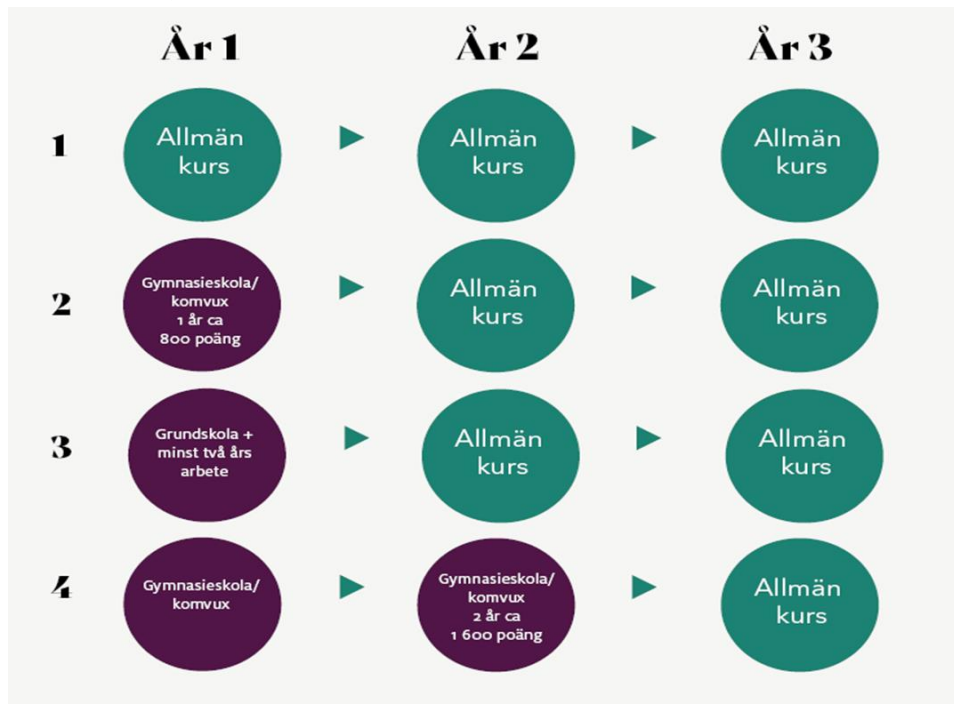 År 1
År 2
År 3
1
Allmän
kurs
Allmän
kurs
Allmän
kurs
2
Gymnasieskola/
komvux
1 år ca
800 poäng
Allmän
kurs
Allmän
kurs
3
Grundskola +
minst två års
arbete
Allmän
kurs
Allmän
kurs
4
Gymnasieskola/
komvux
Gymnasieskola/
komvux
2 år ca
1 600 poäng
Allmän
kurs